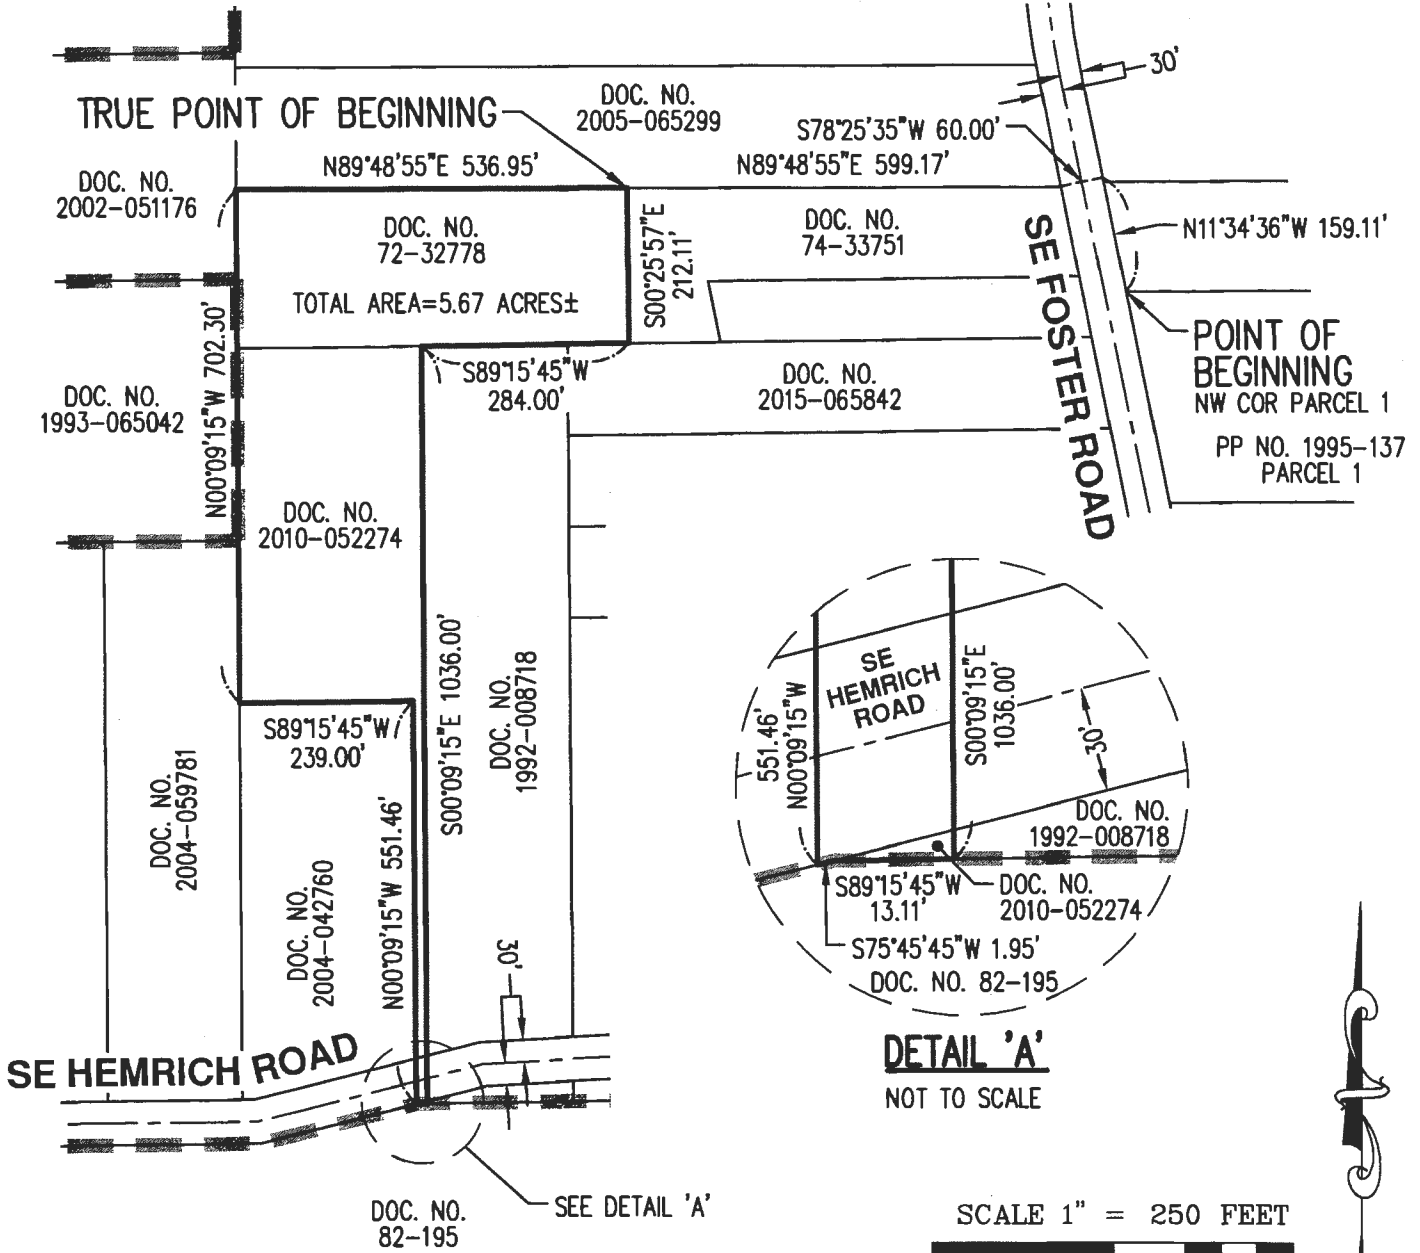 30'
DOC. NO.
2005-065299
TRUE POINT OF BEGINNING
S78°25'35"W 60.00'
N89°48'55"E 536.95'
N89°48'55"E 599.17'
DOC. NO.
2002-051176
DOC. NO.
72-32778
S00°25'57"E
212.11'
DOC. NO.
74-33751
N11°34'36"W 159.11'
TOTAL AREA=5.67 ACRES±
SE FOSTER ROAD
POINT OF
BEGINNING
NW COR PARCEL 1
PP NO. 1995-137
PARCEL 1
N00°09'15"W 702.30'
S89°15'45"W
284.00'
DOC. NO.
2015-065842
DOC. NO.
1993-065042
DOC. NO.
2010-052274
S00°09'15"E 1036.00'
DOC. NO.
1992-008718
S89°15'45"W
239.00'
DOC. NO.
2004-059781
DOC. NO.
2004-042760
N00°09'15"W 551.46'
30'
SE HEMRICH ROAD
SE
HEMRICH
ROAD
551.46'
N00°09'15"W
S00°09'15"E
1036.00'
30'
DOC. NO.
1992-008718
S89°15'45"W
13.11'
DOC. NO.
2010-052274
S75°45'45"W 1.95'
DOC. NO. 82-195
DETAIL 'A'
NOT TO SCALE
SEE DETAIL 'A'
DOC. NO.
82-195
SCALE 1" = 250 FEET